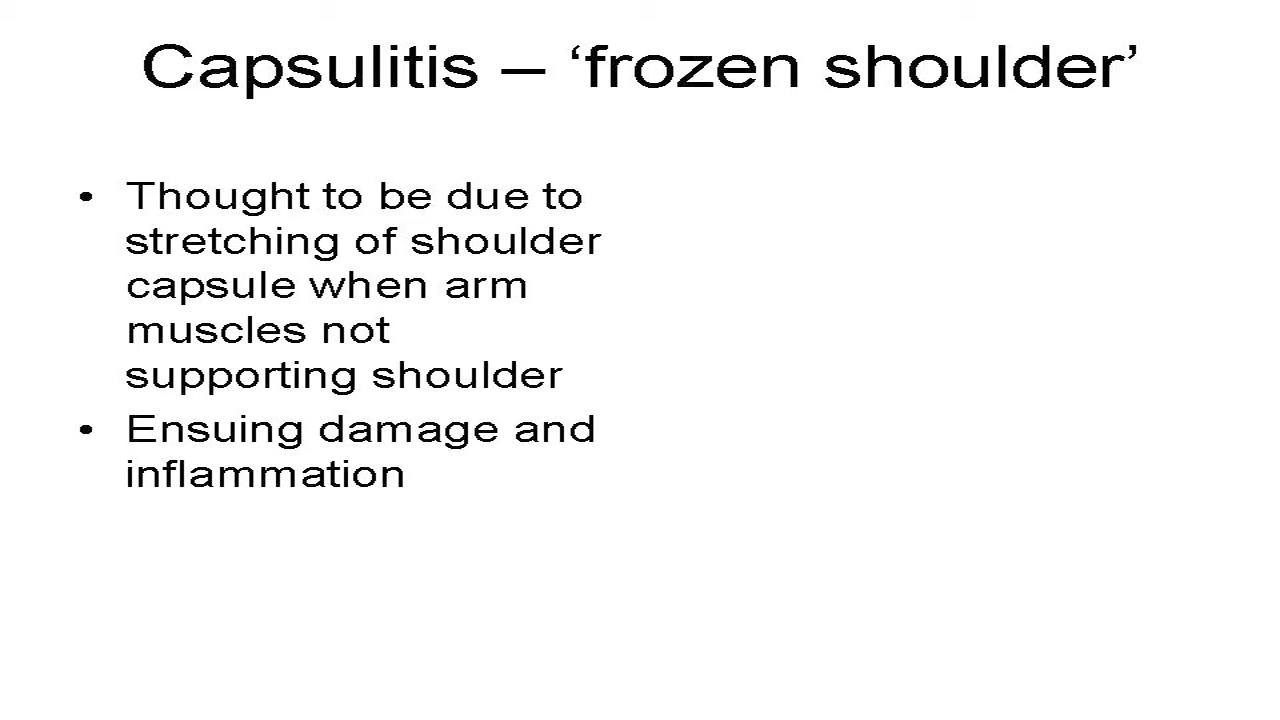 Capsulitis – ‘frozen shoulder’
• Thought to be due to
stretching of shoulder
capsule when arm
muscles not
supporting shoulder
• Ensuing damage and
inflammation